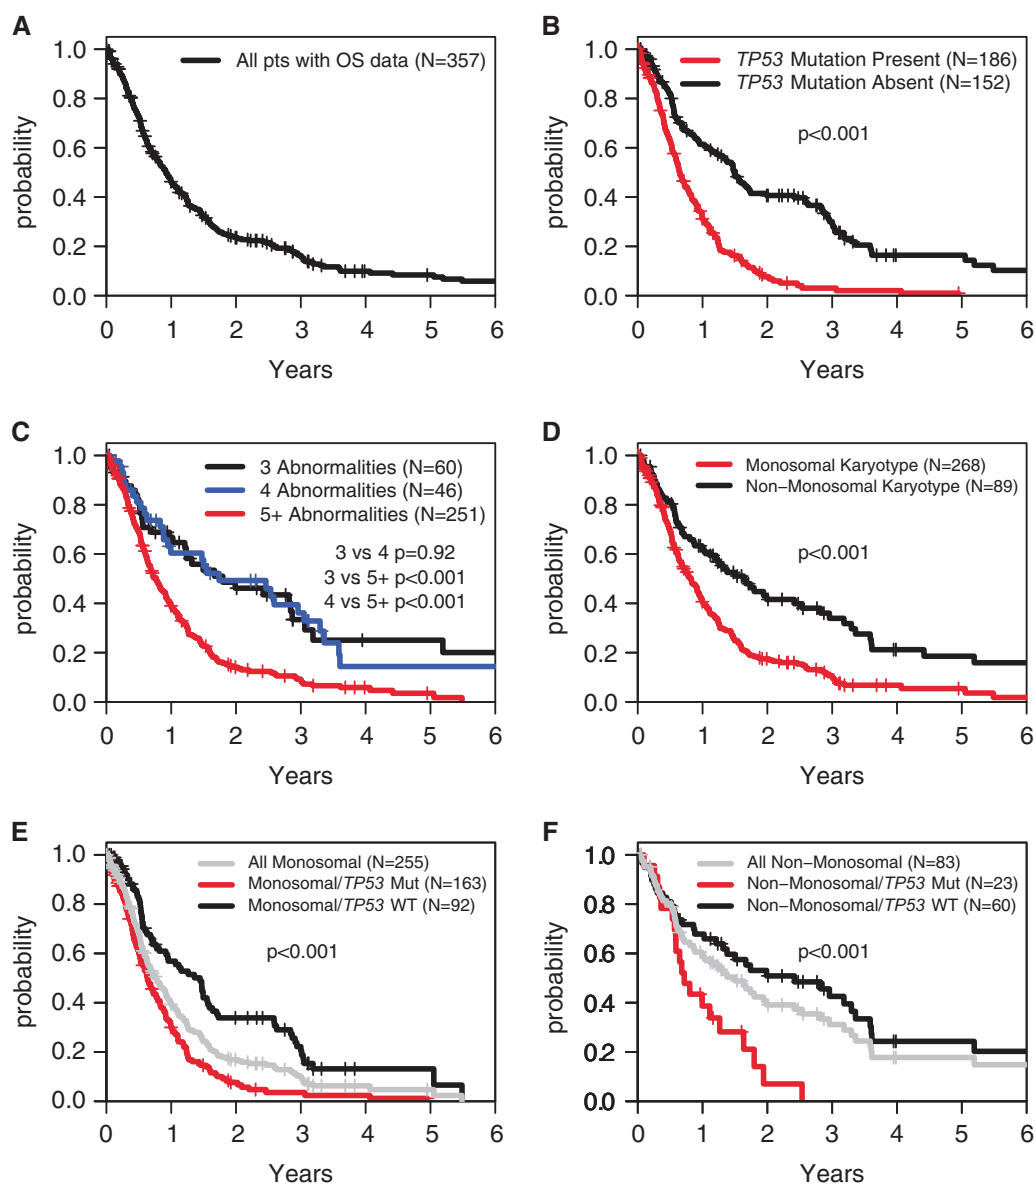 A
All pts with OS data (N=357)
probability
1.0
0.8
0.6
0.4
0.2
0.0
0 1 2 3 4 5 6
Years
B
TP53 Mutation Present (N=186)
TP53 Mutation Absent (N=152)
p<0.001
probability
1.0
0.8
0.6
0.4
0.2
0.0
0 1 2 3 4 5 6
Years
C
3 Abnormalities (N=60)
4 Abnormalities (N=46)
5+ Abnormalities (N=251)
3 vs 4 p=0.92
3 vs 5+ p<0.001
4 vs 5+ p<0.001
probability
1.0
0.8
0.6
0.4
0.2
0.0
0 1 2 3 4 5 6
Years
D
Monosomal Karyotype (N=268)
Non−Monosomal Karyotype (N=89)
p<0.001
probability
1.0
0.8
0.6
0.4
0.2
0.0
0 1 2 3 4 5 6
Years
E
All Monosomal (N=255)
Monosomal/TP53 Mut (N=163)
Monosomal/TP53 WT (N=92)
p<0.001
probability
1.0
0.8
0.6
0.4
0.2
0.0
0 1 2 3 4 5 6
Years
F
All Non−Monosomal (N=83)
Non−Monosomal/TP53 Mut (N=23)
Non−Monosomal/TP53 WT (N=60)
p<0.001
probability
1.0
0.8
0.6
0.4
0.2
0.0
0 1 2 3 4 5 6
Years